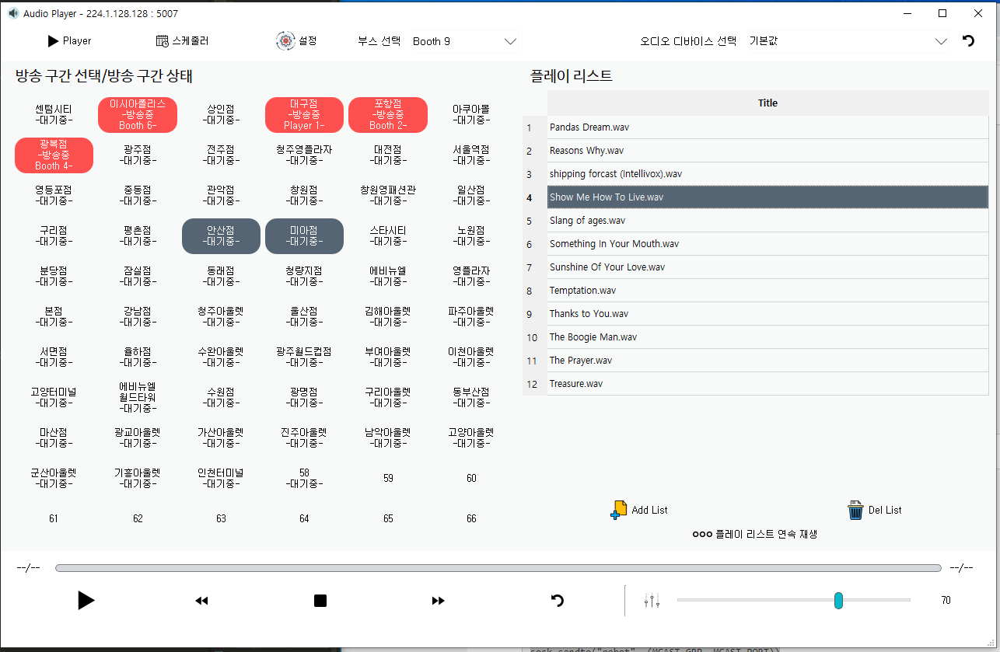 Audio Player - 224.1.128.128 : 5007
Player
스케줄러
설정
부스 선택
Booth 9
오디오 디바이스 선택
기본값
방송 구간 선택/방송 구간 상태
센텀시티
-대기중-
이시아폴리스
-방송중
Booth 6-
상인점
-대기중-
대구점
-방송중
Player 1-
포항점
-방송중
Booth 2-
아쿠아몰
-대기중-
광복점
-방송중
Booth 4-
광주점
-대기중-
전주점
-대기중-
청주영플라자
-대기중-
대전점
-대기중-
서울역점
-대기중-
영등포점
-대기중-
중동점
-대기중-
관악점
-대기중-
창원점
-대기중-
창원영패션관
-대기중-
일산점
-대기중-
구리점
-대기중-
평촌점
-대기중-
안산점
-대기중-
미아점
-대기중-
스타시티
-대기중-
노원점
-대기중-
분당점
-대기중-
잠실점
-대기중-
동래점
-대기중-
청량지점
-대기중-
에비뉴엘
-대기중-
영플라자
-대기중-
본점
-대기중-
강남점
-대기중-
청주아울렛
-대기중-
울산점
-대기중-
김해아울렛
-대기중-
파주아울렛
-대기중-
서면점
-대기중-
율하점
-대기중-
수완아울렛
-대기중-
광주월드컵점
-대기중-
부여아울렛
-대기중-
이천아울렛
-대기중-
고양터미널
-대기중-
에비뉴엘
월드타워
-대기중-
수원점
-대기중-
광명점
-대기중-
구리아울렛
-대기중-
동부산점
-대기중-
마산점
-대기중-
광교아울렛
-대기중-
가산아울렛
-대기중-
진주아울렛
-대기중-
남악아울렛
-대기중-
고양아울렛
-대기중-
군산아울렛
-대기중-
기흥아울렛
-대기중-
인천터미널
-대기중-
58
-대기중-
59
60
61
62
63
64
65
66
플레이 리스트
Title
1 Pandas Dream.wav
2 Reasons Why.wav
3 shipping forcast (Intellivox).wav
4 Show Me How To Live.wav
5 Slang of ages.wav
6 Something In Your Mouth.wav
7 Sunshine Of Your Love.wav
8 Temptation.wav
9 Thanks to You.wav
10 The Boogie Man.wav
11 The Prayer.wav
12 Treasure.wav
Add List
Del List
플레이 리스트 연속 재생
--/--
--/--
70